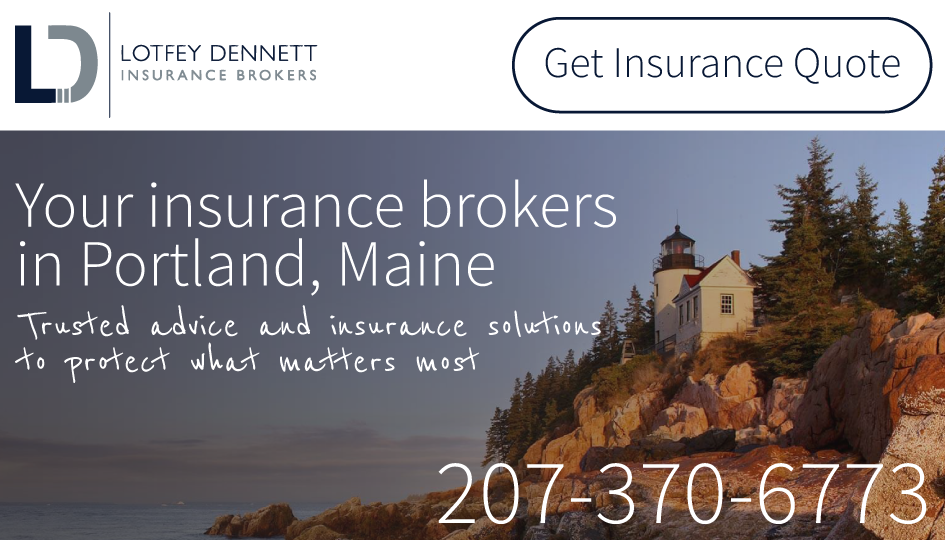 LOTFEY DENNETT
INSURANCE BROKERS
Get Insurance Quote
Your insurance brokers
in Portland, Maine
Trusted advice and insurance solutions
to protect what matters most
207-370-6773